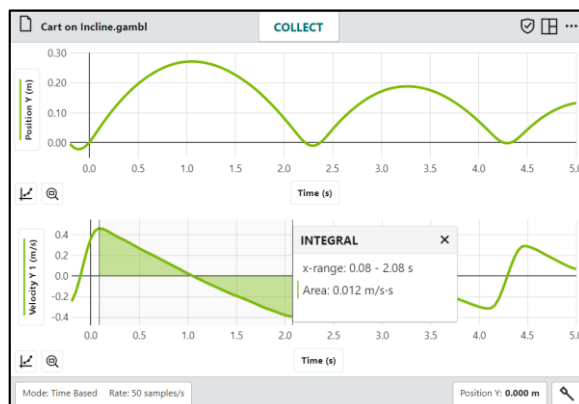 Cart on Incline.gambl
COLLECT
Position Y (m)
0.30
0.20
0.10
0.00
0.0 0.5 1.0 1.5 2.0 2.5 3.0 3.5 4.0 4.5 5.0
Time (s)
Velocity Y 1 (m/s)
0.4
0.2
0.0
-0.2
-0.4
INTEGRAL
x-range: 0.08 - 2.08 s
Area: 0.012 m/s·s
0.0 0.5 1.0 1.5 2.0 2.5 3.0 3.5 4.0 4.5 5.0
Time (s)
Mode: Time Based Rate: 50 samples/s
Position Y: 0.000 m